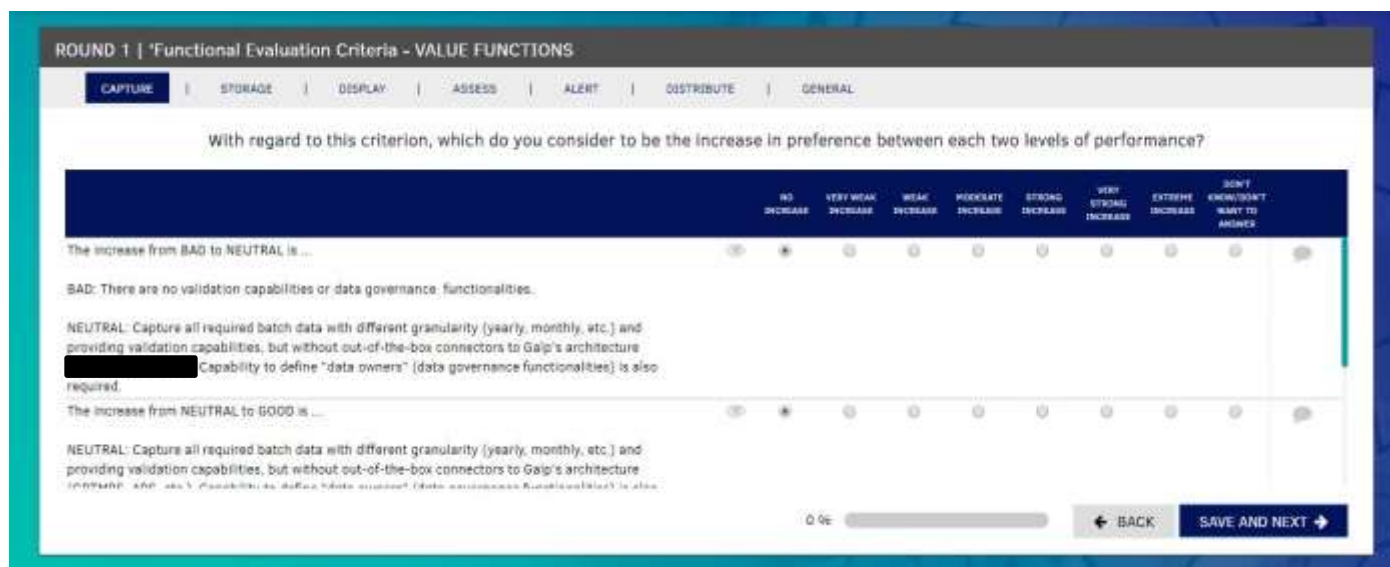 ROUND 1 | *Functional Evaluation Criteria - VALUE FUNCTIONS
CAPTURE | STORAGE | DISPLAY | ASSESS | ALERT | DISTRIBUTE | GENERAL
With regard to this criterion, which do you consider to be the increase in preference between each two levels of performance?
NO INCREASE
VERY WEAK INCREASE
WEAK INCREASE
MODERATE INCREASE
STRONG INCREASE
VERY STRONG INCREASE
EXTREME INCREASE
DON'T KNOW/DON'T WANT TO ANSWER
The increase from BAD to NEUTRAL is ...
BAD: There are no validation capabilities or data governance functionalities.
NEUTRAL: Capture all required batch data with different granularity (yearly, monthly, etc.) and
providing validation capabilities, but without out-of-the-box connectors to Galp's architecture
Capability to define "data owners" (data governance functionalities) is also
required.
The increase from NEUTRAL to GOOD is ...
NEUTRAL: Capture all required batch data with different granularity (yearly, monthly, etc.) and
providing validation capabilities, but without out-of-the-box connectors to Galp's architecture
0 %
BACK
SAVE AND NEXT